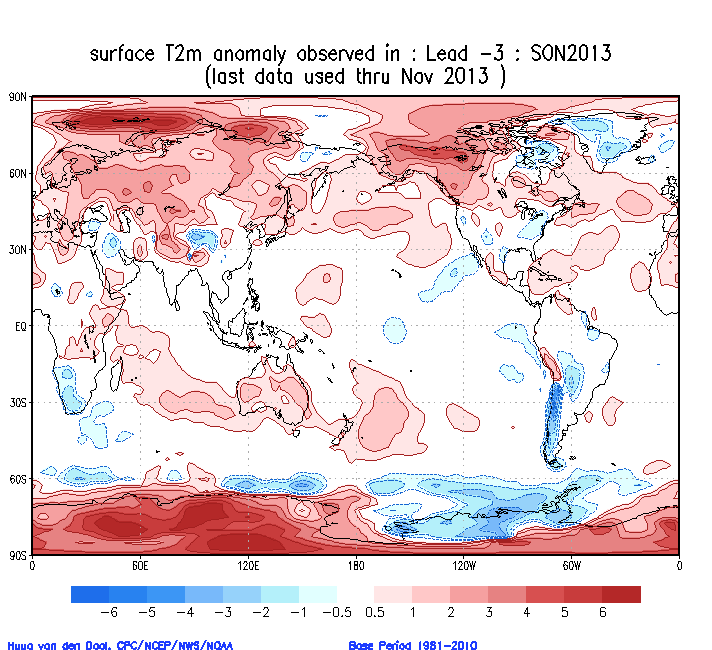 surface T2m anomaly observed in : Lead -3 : SON2013
(last data used thru Nov 2013 )
90N
60N
30N
EQ
30S
60S
90S
0 60E 120E 180 120W 60W 0
-6 -5 -4 -3 -2 -1 -0.5 0.5 1 2 3 4 5 6
Huug van den Dool, CPC/NCEP/NWS/NOAA Base Period 1981-2010